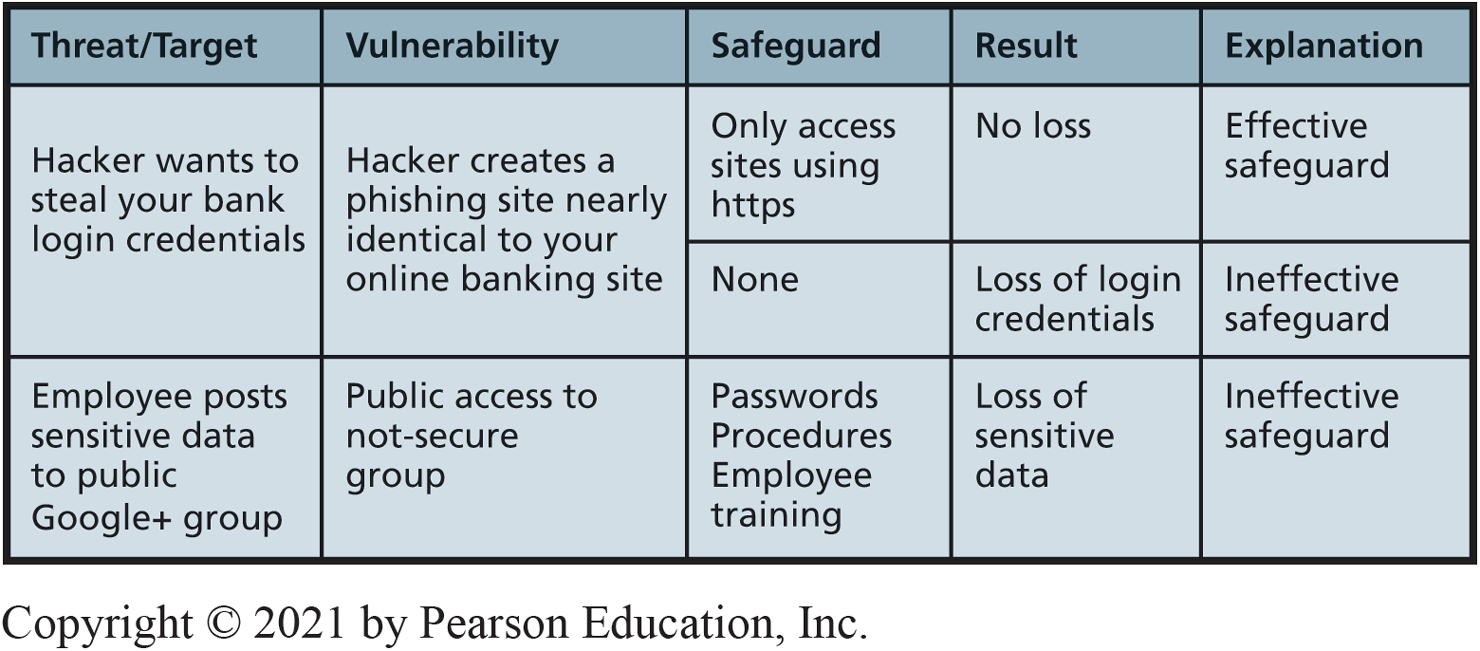 Threat/Target
Vulnerability
Safeguard
Result
Explanation
Hacker wants to
steal your bank
login credentials
Hacker creates a
phishing site nearly
identical to your
online banking site
Only access
sites using
https
No loss
Effective
safeguard
None
Loss of login
credentials
Ineffective
safeguard
Employee posts
sensitive data
to public
Google+ group
Public access to
not-secure
group
Passwords
Procedures
Employee
training
Loss of
sensitive
data
Ineffective
safeguard
Copyright © 2021 by Pearson Education, Inc.